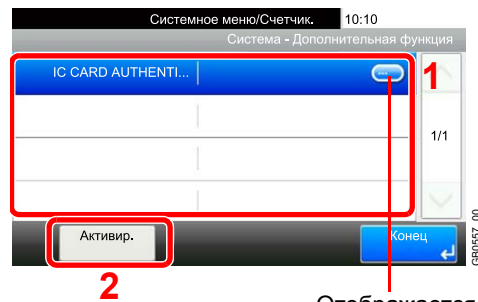 Системное меню/Счетчик. 10:10
Система - Дополнительная функция
IC CARD AUTHENTI...
1
1/1
Активир.
Конец
2
GB0557_00
Отображается